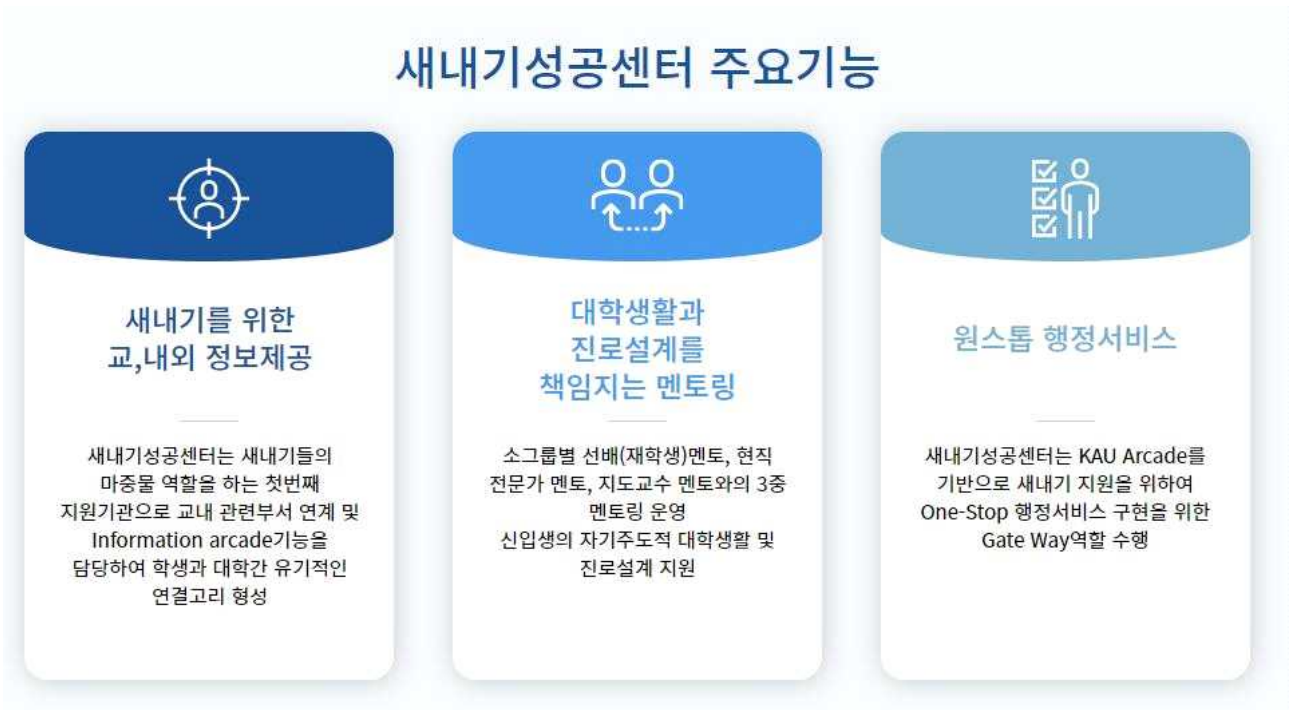 새내기성공센터 주요기능
새내기를 위한
교,내외 정보제공
새내기성공센터는 새내기들의
마중물 역할을 하는 첫번째
지원기관으로 교내 관련부서 연계 및
Information arcade기능을
담당하여 학생과 대학간 유기적인
연결고리 형성
대학생활과
진로설계를
책임지는 멘토링
소그룹별 선배(재학생)멘토, 현직
전문가 멘토, 지도교수 멘토와의 3중
멘토링 운영
신입생의 자기주도적 대학생활 및
진로설계 지원
원스톱 행정서비스
새내기성공센터는 KAU Arcade를
기반으로 새내기 지원을 위하여
One-Stop 행정서비스 구현을 위한
Gate Way역할 수행